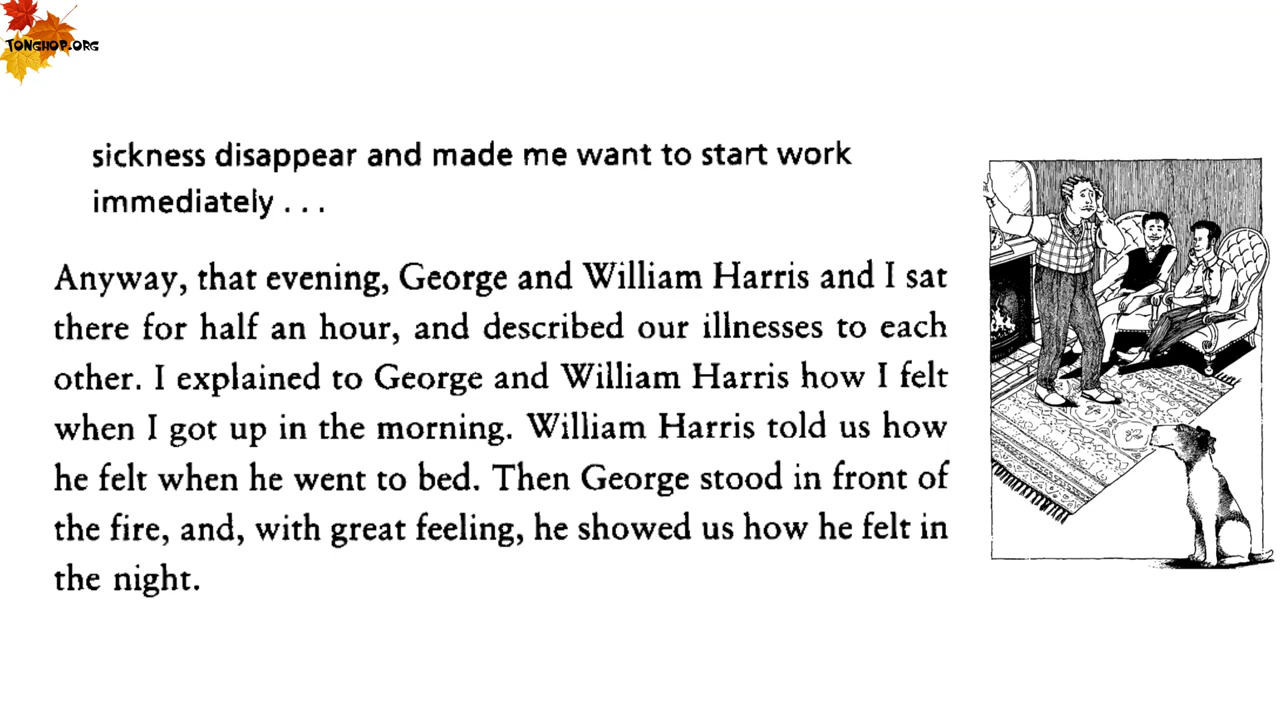 TONGHOP.ORG
sickness disappear and made me want to start work
immediately . . .
Anyway, that evening, George and William Harris and I sat
there for half an hour, and described our illnesses to each
other. I explained to George and William Harris how I felt
when I got up in the morning. William Harris told us how
he felt when he went to bed. Then George stood in front of
the fire, and, with great feeling, he showed us how he felt in
the night.